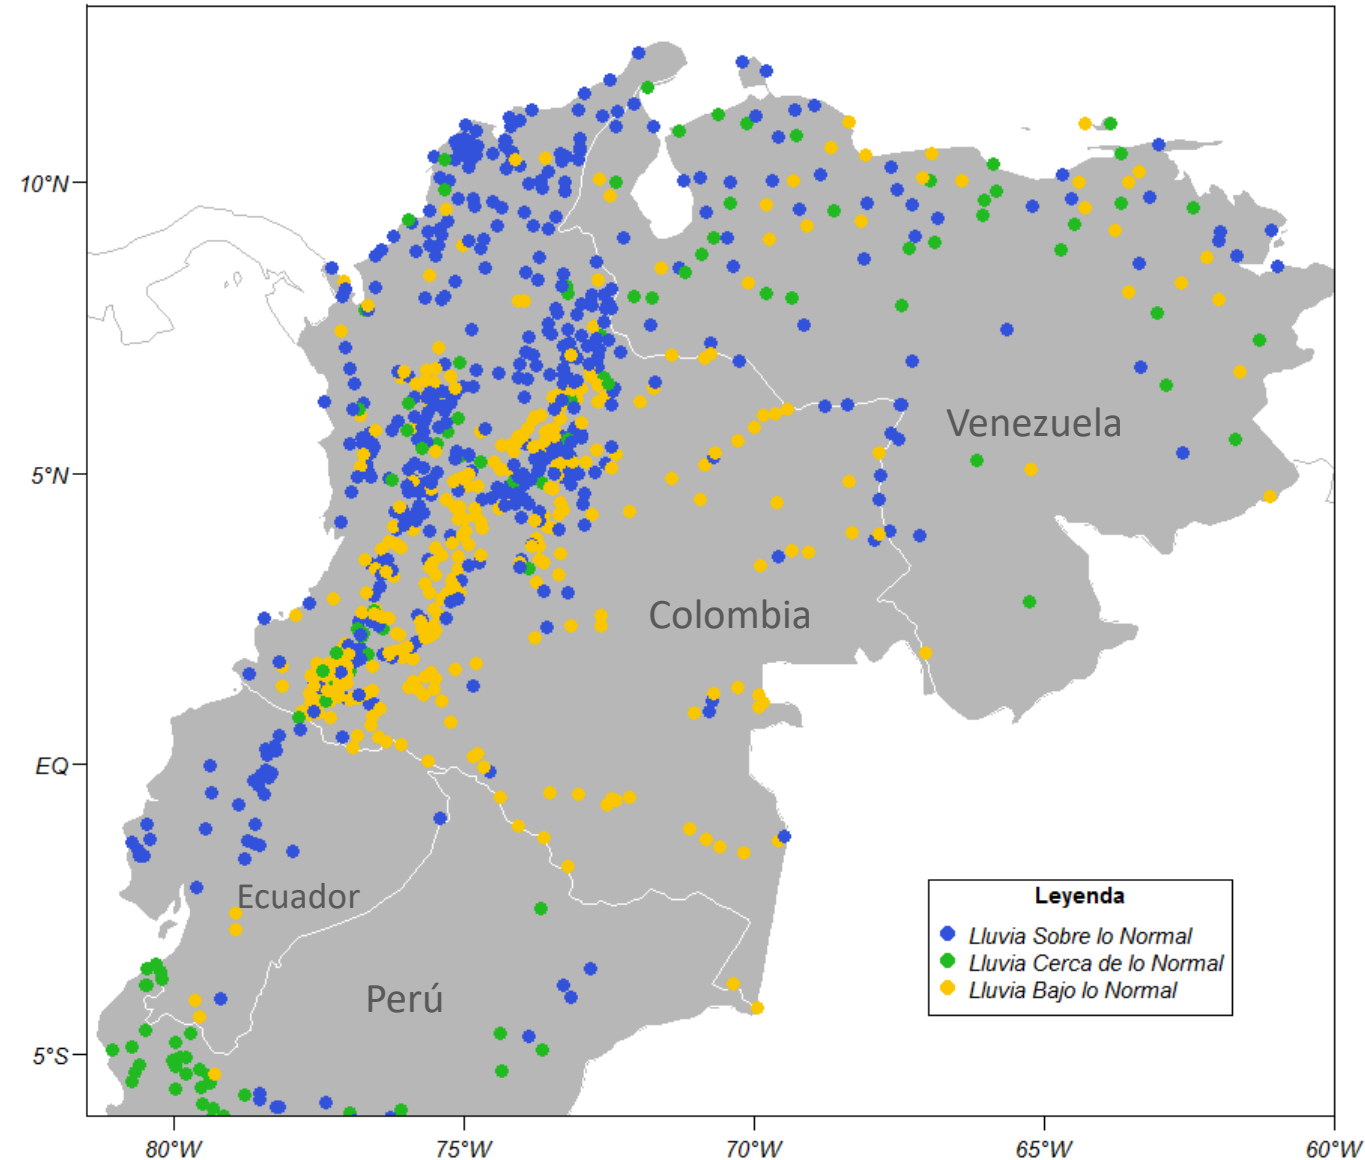 10°N
Venezuela
5°N
Colombia
EQ
Ecuador
Leyenda
Lluvia Sobre lo Normal
Lluvia Cerca de lo Normal
Lluvia Bajo lo Normal
Perú
5°S
80°W 75°W 70°W 65°W 60°W